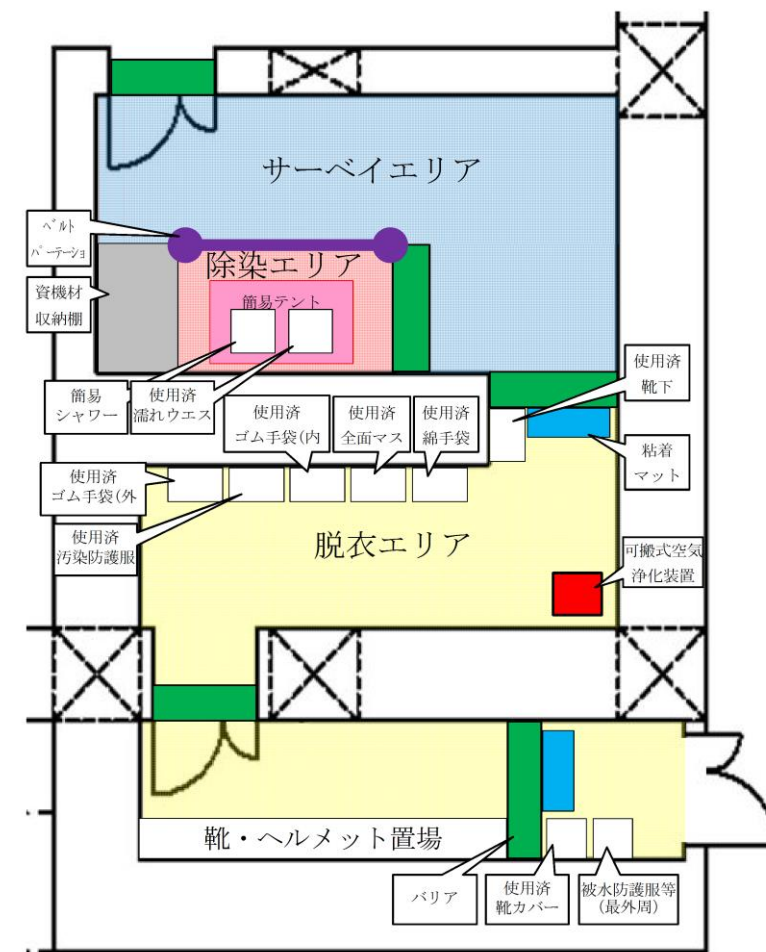 サーベイエリア
ベルト
パーテーショ
除染エリア
資機材
収納棚
簡易テント
簡易
シャワー
使用済
濡れウエス
使用済
ゴム手袋(内
使用済
全面マス
使用済
綿手袋
使用済
靴下
粘着
マット
使用済
ゴム手袋(外
使用済
汚染防護服
脱衣エリア
可搬式空気
浄化装置
靴・ヘルメット置場
バリア
使用済
靴カバー
被水防護服等
(最外周)